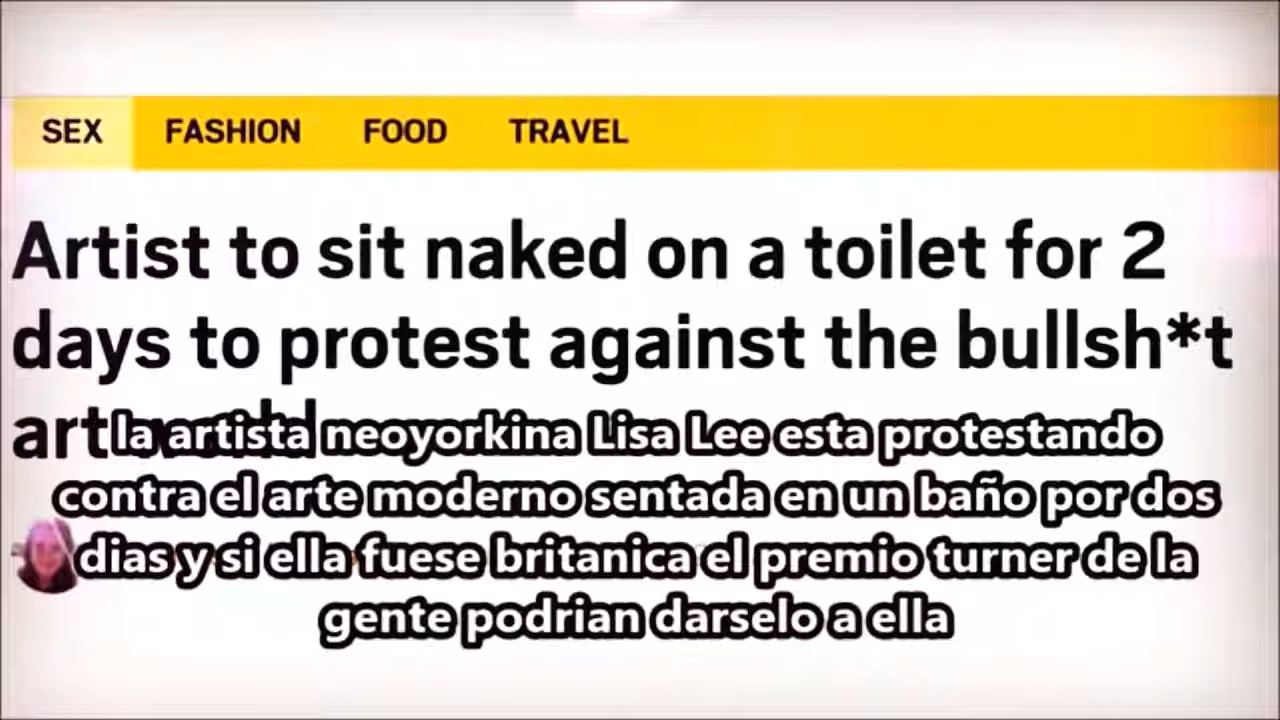 SEX FASHION FOOD TRAVEL
Artist to sit naked on a toilet for 2
days to protest against the bullsh*t
art
la artista neoyorkina Lisa Lee esta protestando
contra el arte moderno sentada en un baño por dos
dias y si ella fuese britanica el premio turner de la
gente podrian darselo a ella